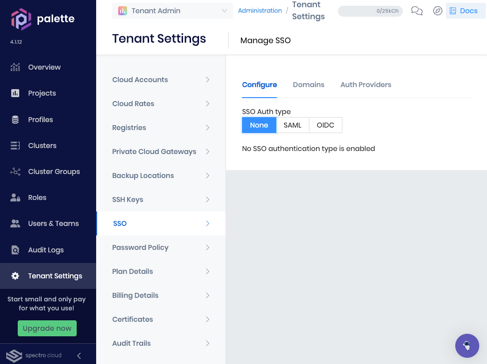 palette
4.1.12
Overview
Projects
Profiles
Clusters
Cluster Groups
Roles
Users & Teams
Audit Logs
Tenant Settings
Start small and only pay
for what you use!
Upgrade now
spectro cloud
Tenant Admin
Administration /
Tenant
Settings
Docs
Tenant Settings
Manage SSO
Cloud Accounts
Cloud Rates
Registries
Private Cloud Gateways
Backup Locations
SSH Keys
SSO
Password Policy
Plan Details
Billing Details
Certificates
Audit Trails
Configure
Domains
Auth Providers
SSO Auth type
None
SAML
OIDC
No SSO authentication type is enabled